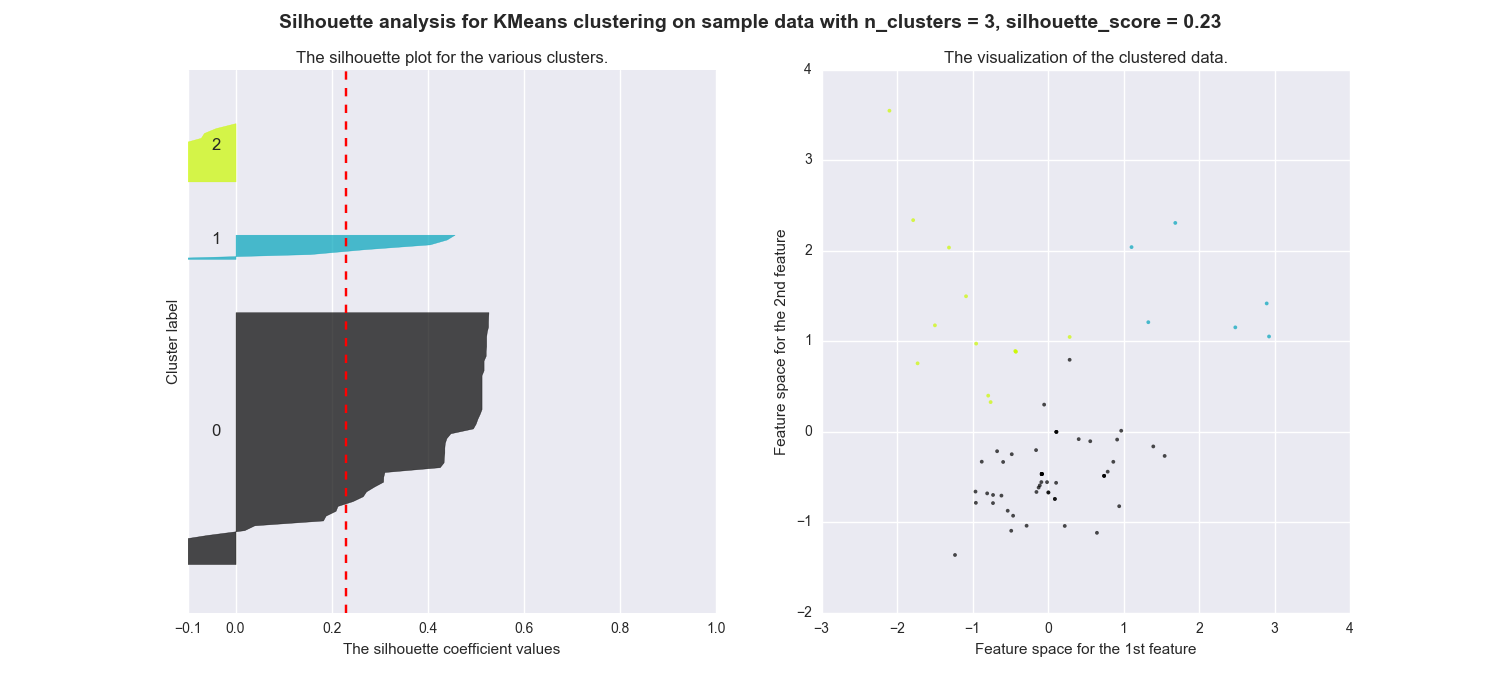 Silhouette analysis for KMeans clustering on sample data with n_clusters = 3, silhouette_score = 0.23
The silhouette plot for the various clusters.
2
1
0
Cluster label
−0.1 0.0 0.2 0.4 0.6 0.8 1.0
The silhouette coefficient values
The visualization of the clustered data.
4
3
2
1
0
−1
−2
Feature space for the 2nd feature
−3 −2 −1 0 1 2 3 4
Feature space for the 1st feature